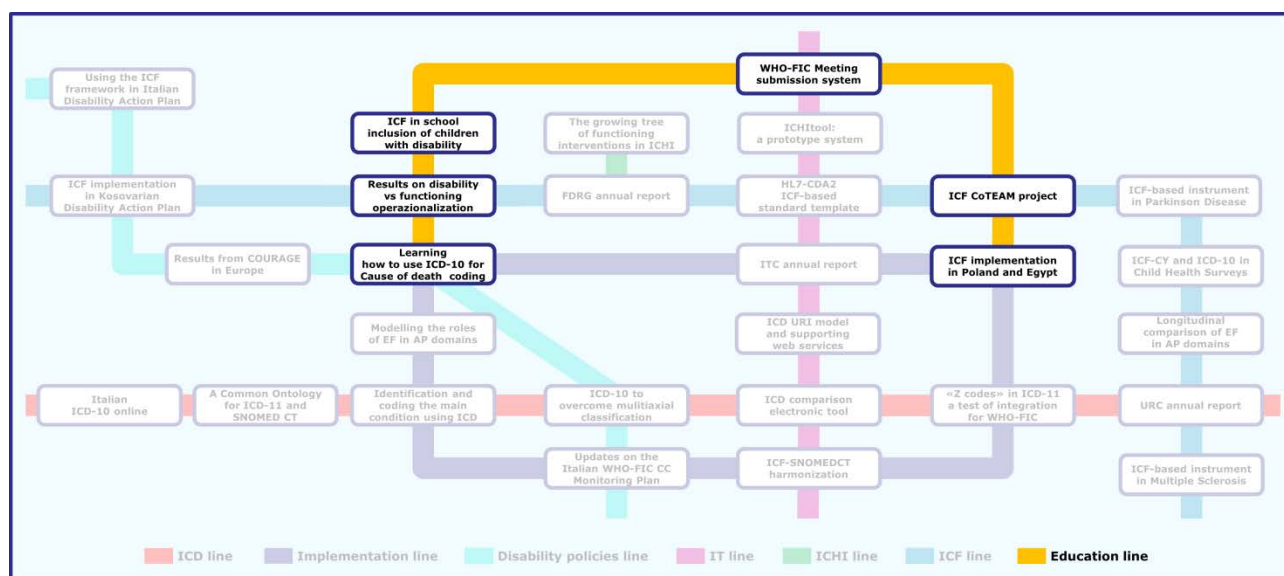 WHO-FIC Meeting
submission system
Using the ICF
framework in Italian
Disability Action Plan
ICF in school
inclusion of children
with disability
The growing tree
of functioning
interventions in ICHI
ICHItool:
a prototype system
ICF implementation
in Kosovarian
Disability Action Plan
Results on disability
vs functioning
operazionalization
FDRG annual report
HL7-CDA2
ICF-based
standard template
ICF CoTEAM project
ICF-based instrument
in Parkinson Disease
Results from COURAGE
in Europe
Learning
how to use ICD-10 for
Cause of death coding
ITC annual report
ICF implementation
in Poland and Egypt
ICF-CY and ICD-10 in
Child Health Surveys
Modelling the roles
of EF in AP domains
ICD URI model
and supporting
web services
Longitudinal
comparison of EF
in AP domains
Italian
ICD-10 online
A Common Ontology
for ICD-11 and
SNOMED CT
Identification and
coding the main
condition using ICD
ICD-10 to
overcome mulitiaxial
classification
ICD comparison
electronic tool
«Z codes» in ICD-11
a test of integration
for WHO-FIC
URC annual report
Updates on the
Italian WHO-FIC CC
Monitoring Plan
ICF-SNOMEDCT
harmonization
ICF-based instrument
in Multiple Sclerosis
ICD line
Implementation line
Disability policies line
IT line
ICHI line
ICF line
Education line